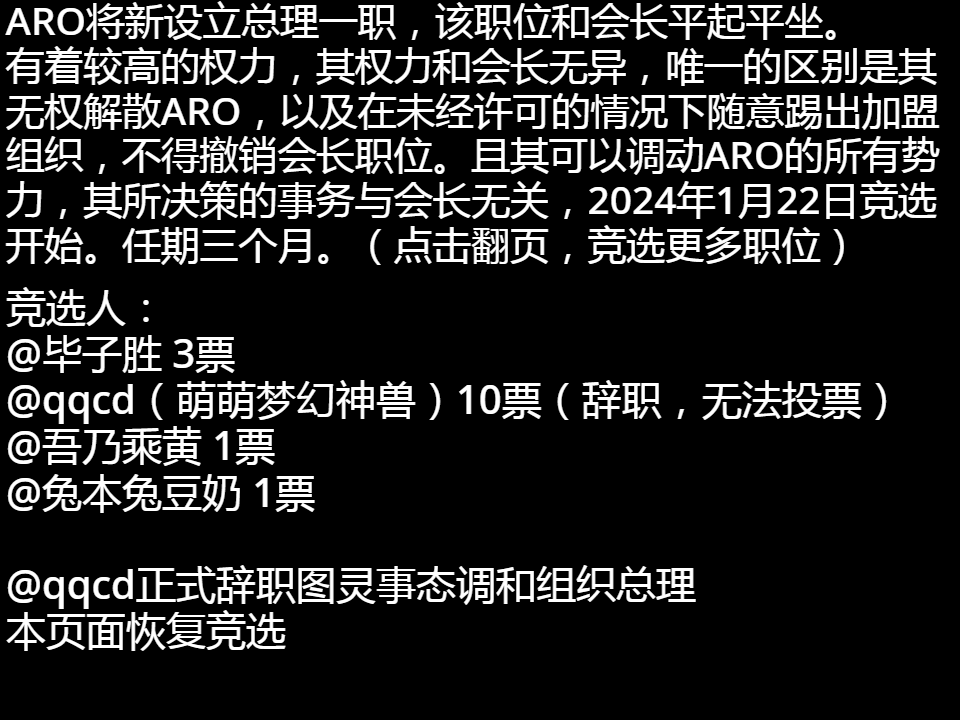 ARO将新设立总理一职，该职位和会长平起平坐。
有着较高的权力，其权力和会长无异，唯一的区别是其
无权解散ARO，以及在未经许可的情况下随意踢出加盟
组织，不得撤销会长职位。且其可以调动ARO的所有势
力，其所决策的事务与会长无关，2024年1月22日竞选
开始。任期三个月。（点击翻页，竞选更多职位）
竞选人：
@毕子胜 3票
@qqcd（萌萌梦幻神兽）10票（辞职，无法投票）
@吾乃乘黄 1票
@兔本兔豆奶 1票
@qqcd正式辞职图灵事态调和组织总理
本页面恢复竞选